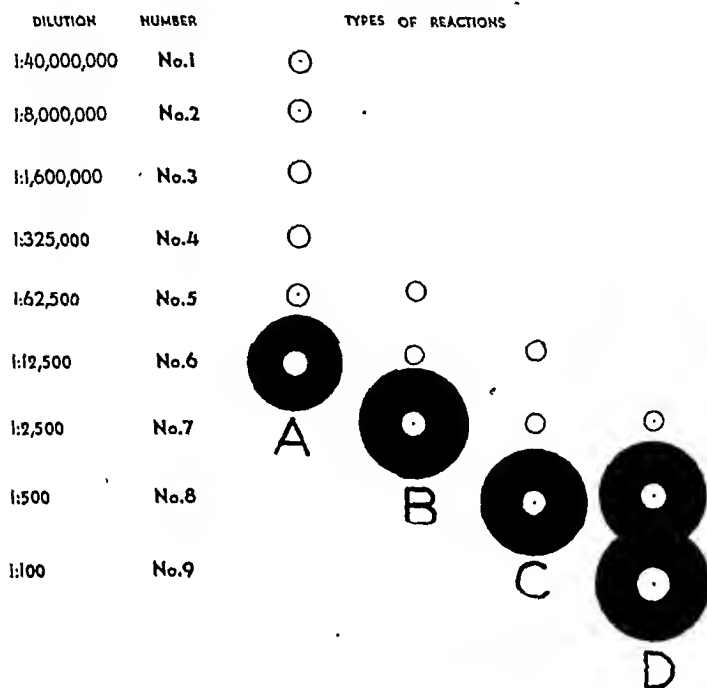 DILUTION NUMBER TYPES OF REACTIONS
1:40,000,000 No.1
1:8,000,000 No.2
1:1,600,000 No.3
1:325,000 No.4
1:62,500 No.5
1:12,500 No.6
1:2,500 No.7
A
1:500 No.8
B
1:100 No.9
C
D